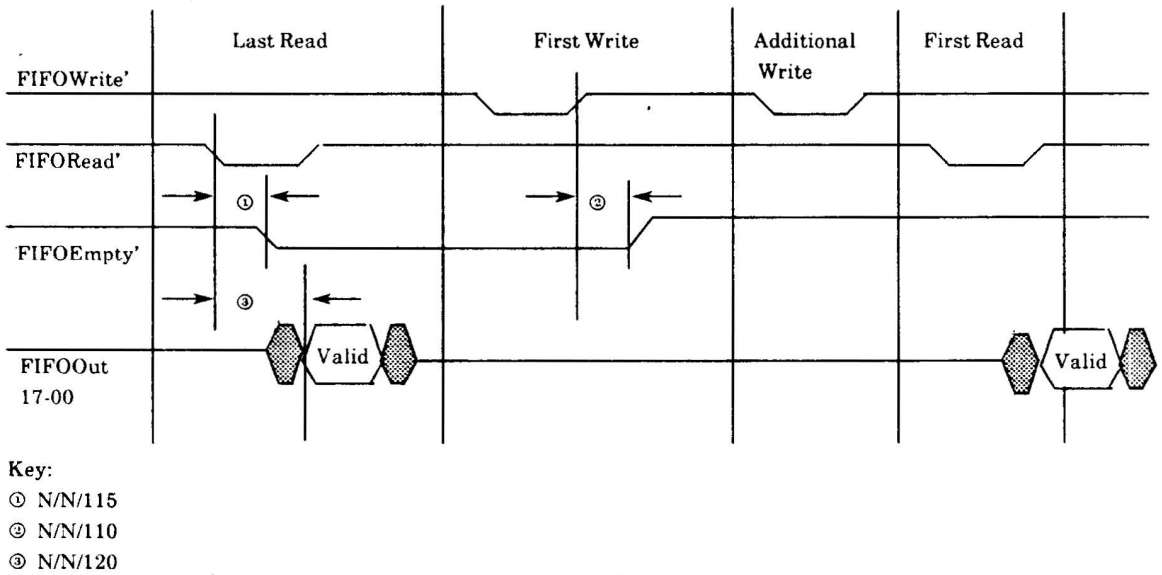 Last Read
First Write
Additional
Write
First Read
FIFOWrite'
FIFORead'
①
②
FIFOEmpty'
③
Valid
Valid
FIFOOut
17-00
Key:
① N/N/115
② N/N/110
③ N/N/120